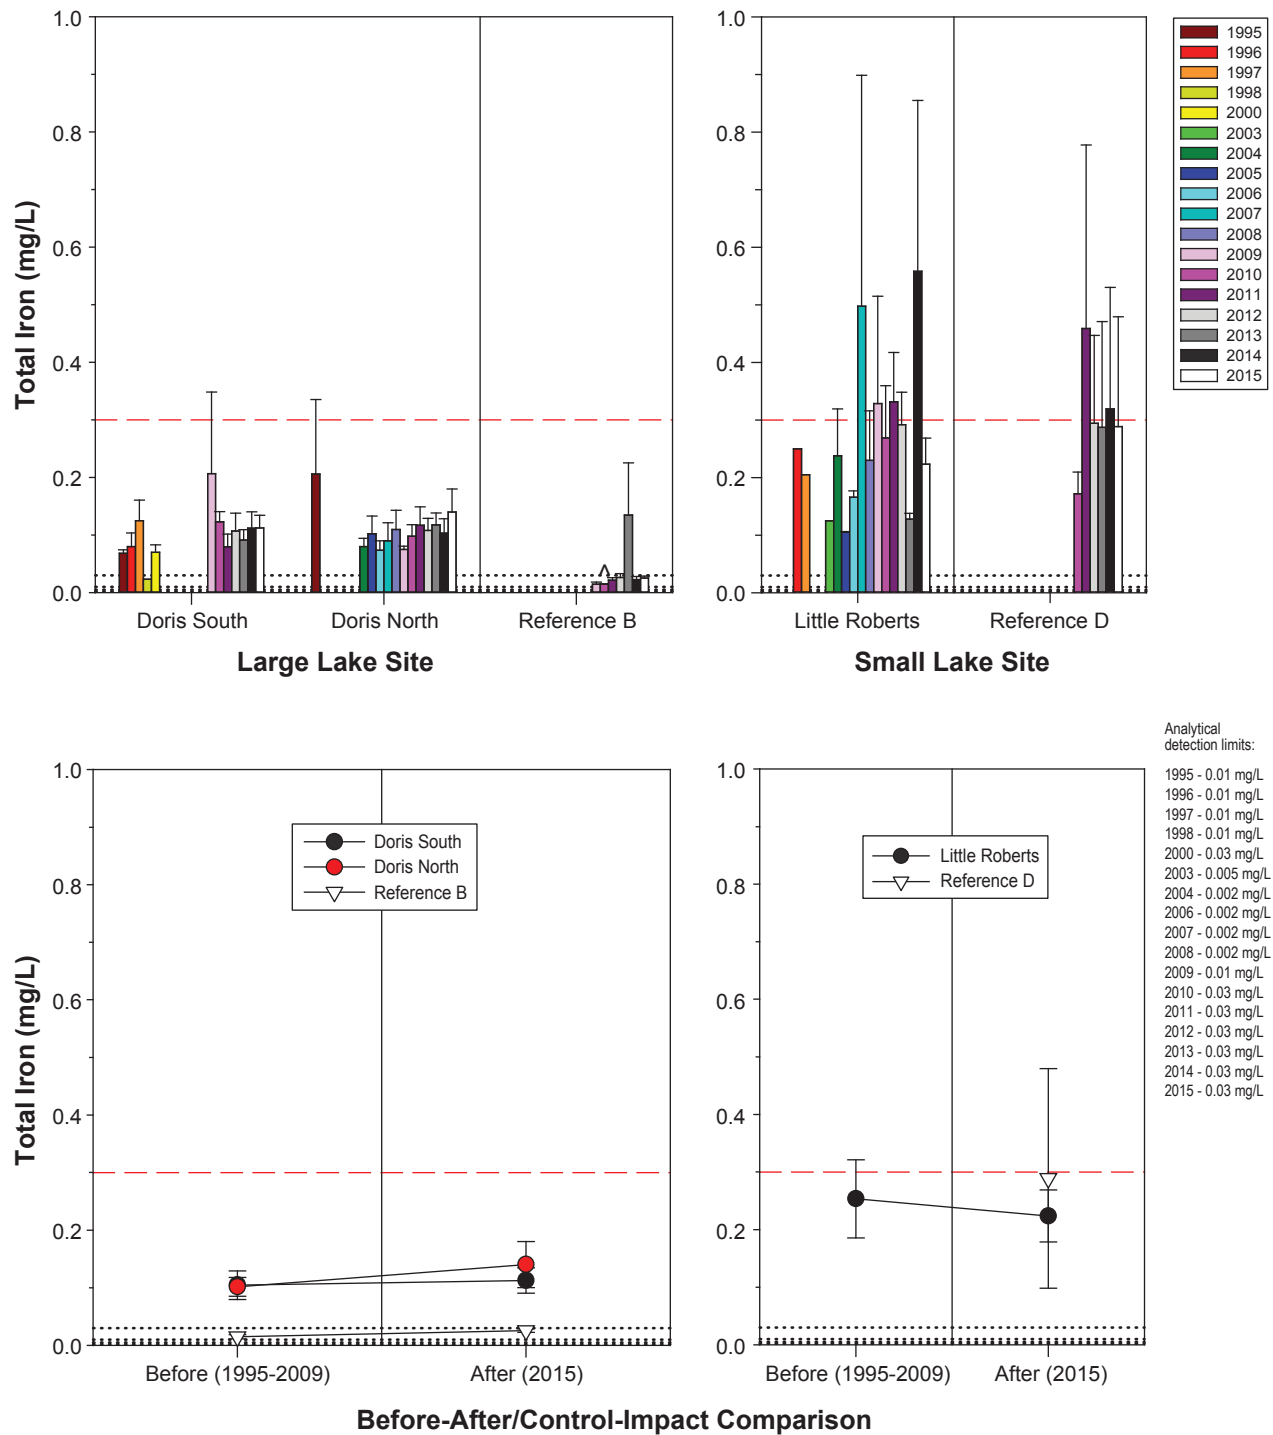 1.0
0.8
0.6
0.4
0.2
0.0
Total Iron (mg/L)
^
Doris South
Doris North
Reference B
Large Lake Site
Little Roberts
Reference D
Small Lake Site
1995
1996
1997
1998
2000
2003
2004
2005
2006
2007
2008
2009
2010
2011
2012
2013
2014
2015
1.0
0.8
0.6
0.4
0.2
0.0
1.0
0.8
0.6
0.4
0.2
0.0
Total Iron (mg/L)
Doris South
Doris North
Reference B
Before (1995-2009)
After (2015)
1.0
0.8
0.6
0.4
0.2
0.0
Little Roberts
Reference D
Before (1995-2009)
After (2015)
Before-After/Control-Impact Comparison
Analytical
detection limits:
1995 - 0.01 mg/L
1996 - 0.01 mg/L
1997 - 0.01 mg/L
1998 - 0.01 mg/L
2000 - 0.03 mg/L
2003 - 0.005 mg/L
2004 - 0.002 mg/L
2006 - 0.002 mg/L
2007 - 0.002 mg/L
2008 - 0.002 mg/L
2009 - 0.01 mg/L
2010 - 0.03 mg/L
2011 - 0.03 mg/L
2012 - 0.03 mg/L
2013 - 0.03 mg/L
2014 - 0.03 mg/L
2015 - 0.03 mg/L